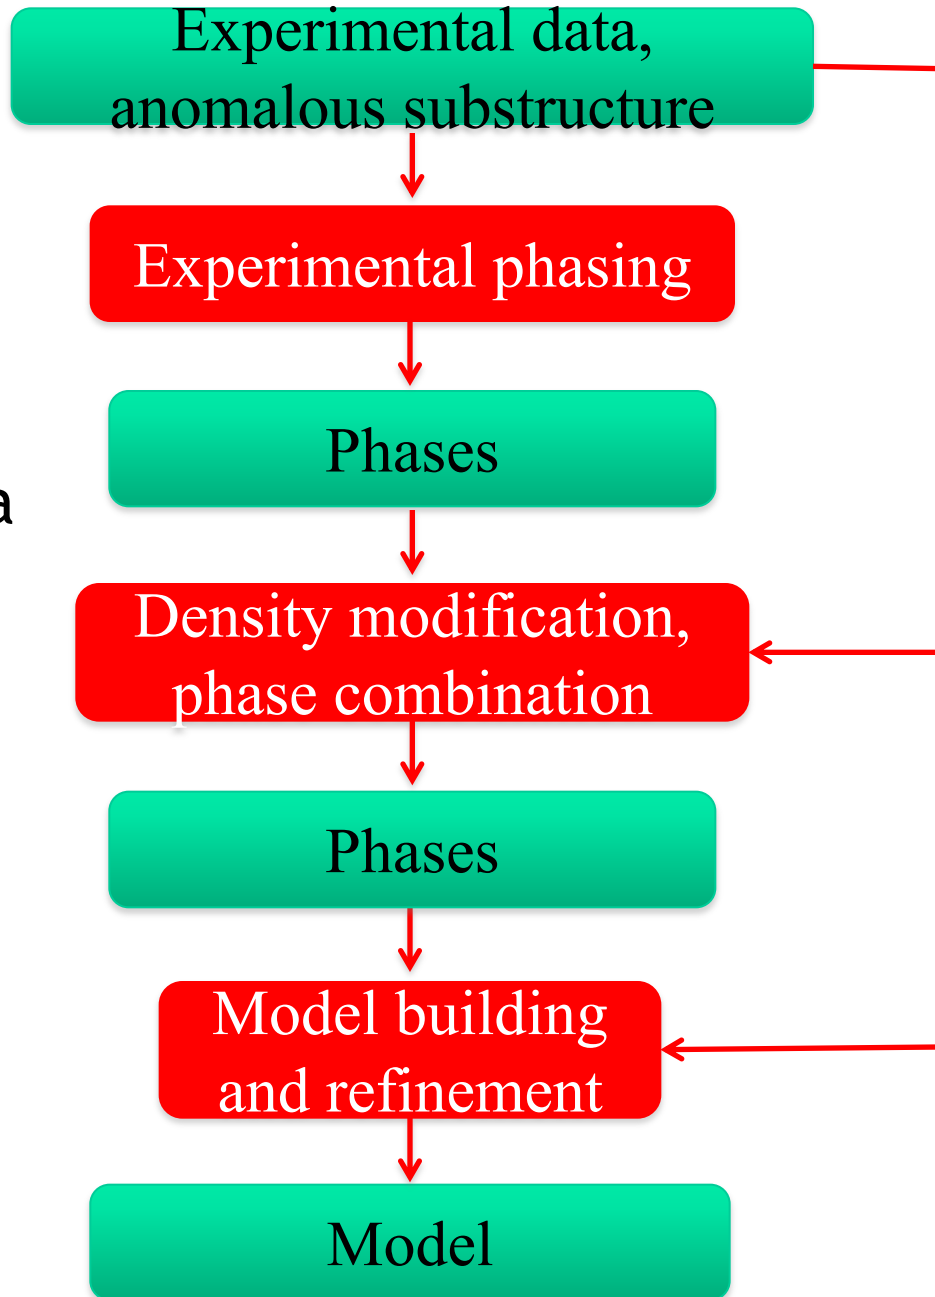 Experimental data,
anomalous substructure
Experimental phasing
Phases
a
Density modification,
phase combination
Phases
Model building
and refinement
Model